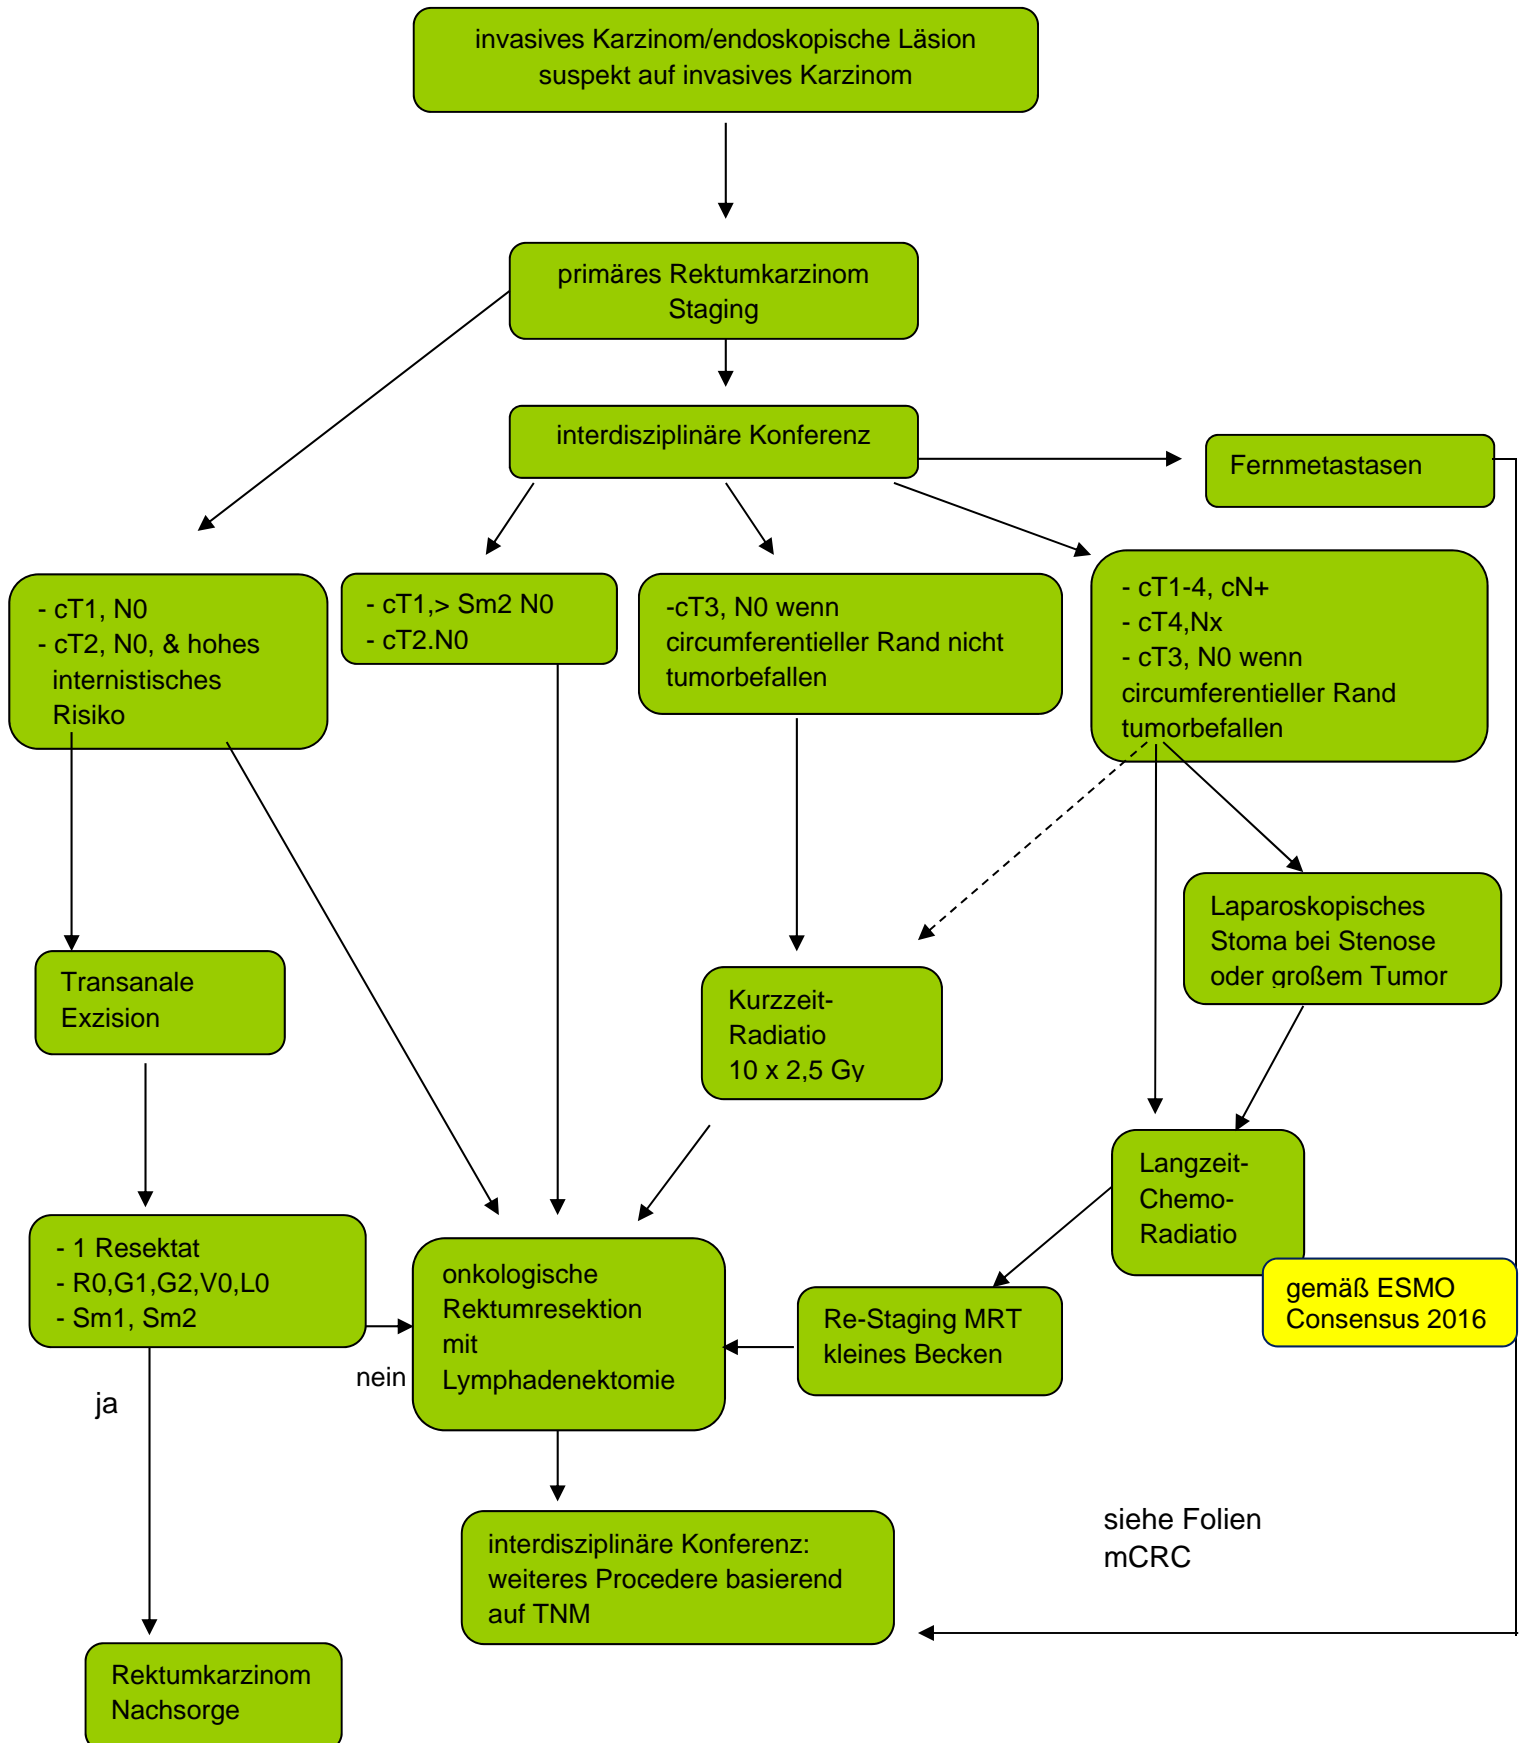 invasives Karzinom/endoskopische Läsion
suspekt auf invasives Karzinom
primäres Rektumkarzinom
Staging
interdisziplinäre Konferenz
Fernmetastasen
- cT1, N0
- cT2, N0, & hohes
internistisches
Risiko
- cT1,> Sm2 N0
- cT2.N0
-cT3, N0 wenn
circumferentieller Rand nicht
tumorbefallen
- cT1-4, cN+
- cT4,Nx
- cT3, N0 wenn
circumferentieller Rand
tumorbefallen
Laparoskopisches
Stoma bei Stenose
oder großem Tumor
Transanale
Exzision
Kurzzeit-
Radiatio
10 x 2,5 Gy
Langzeit-
Chemo-
Radiatio
gemäß ESMO
Consensus 2016
- 1 Resektat
- R0,G1,G2,V0,L0
- Sm1, Sm2
onkologische
Rektumresektion
mit
Lymphadenektomie
Re-Staging MRT
kleines Becken
nein
ja
interdisziplinäre Konferenz:
weiteres Procedere basierend
auf TNM
siehe Folien
mCRC
Rektumkarzinom
Nachsorge